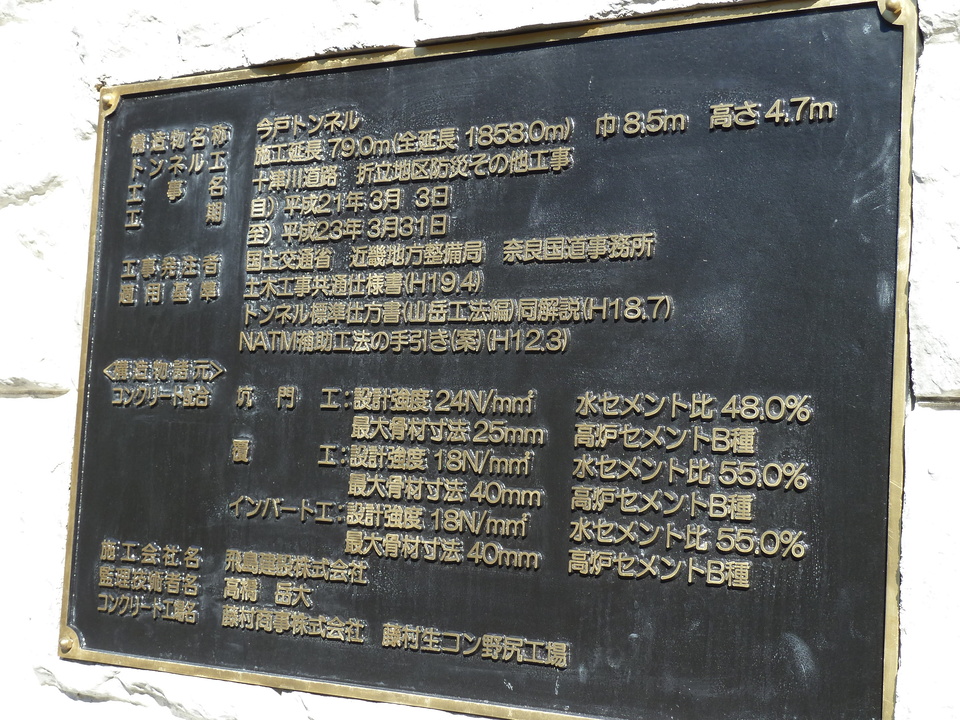 構造物名称 今戸トンネル
トンネル工 施工延長 79.0m(全延長 1858.0m) 巾 8.5m 高さ 4.7m
工事名 十津川道路 折立地区防災その他工事
工期 自) 平成21年 3月 3日
至) 平成23年 3月31日
工事発注者 国土交通省 近畿地方整備局 奈良国道事務所
適用基準 土木工事共通仕様書(H19.4)
トンネル標準仕方書(山岳工法編)同解説(H18.7)
NATM補助工法の手引き(案)(H12.3)
<構造物諸元>
コンクリート配合 坑門工:設計強度 24N/mm² 水セメント比 48.0%
最大骨材寸法 25mm 高炉セメントB種
覆工:設計強度 18N/mm² 水セメント比 55.0%
最大骨材寸法 40mm 高炉セメントB種
インバート工:設計強度 18N/mm² 水セメント比 55.0%
最大骨材寸法 40mm 高炉セメントB種
施工会社名 飛島建設株式会社
監理技術者名 高橋 岳大
コンクリート工場名 藤村商事株式会社 藤村生コン野尻工場